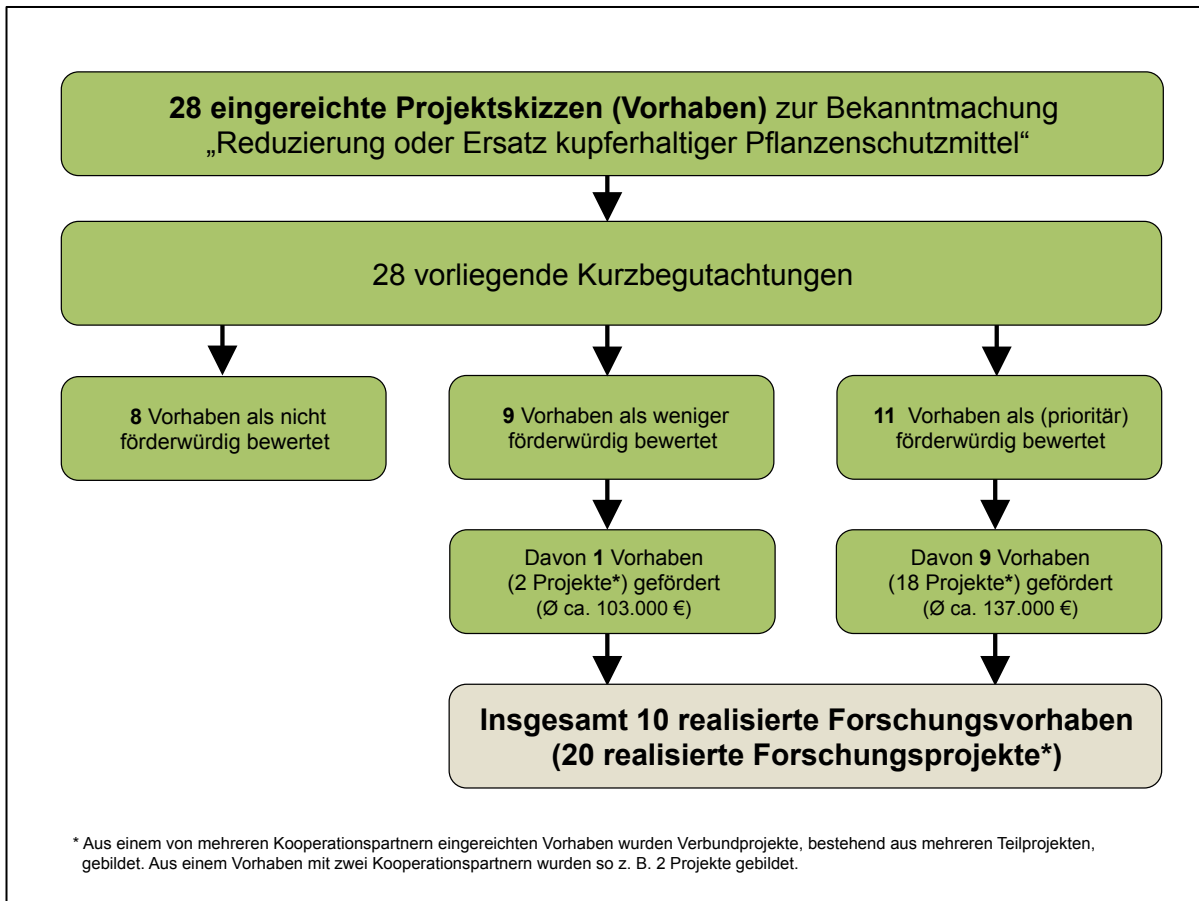 28 eingereichte Projektskizzen (Vorhaben) zur Bekanntmachung
„Reduzierung oder Ersatz kupferhaltiger Pflanzenschutzmittel“
28 vorliegende Kurzbegutachtungen
8 Vorhaben als nicht
förderwürdig bewertet
9 Vorhaben als weniger
förderwürdig bewertet
11 Vorhaben als (prioritär)
förderwürdig bewertet
Davon 1 Vorhaben
(2 Projekte*) gefördert
(Ø ca. 103.000 €)
Davon 9 Vorhaben
(18 Projekte*) gefördert
(Ø ca. 137.000 €)
Insgesamt 10 realisierte Forschungsvorhaben
(20 realisierte Forschungsprojekte*)
* Aus einem von mehreren Kooperationspartnern eingereichten Vorhaben wurden Verbundprojekte, bestehend aus mehreren Teilprojekten,
gebildet. Aus einem Vorhaben mit zwei Kooperationspartnern wurden so z. B. 2 Projekte gebildet.